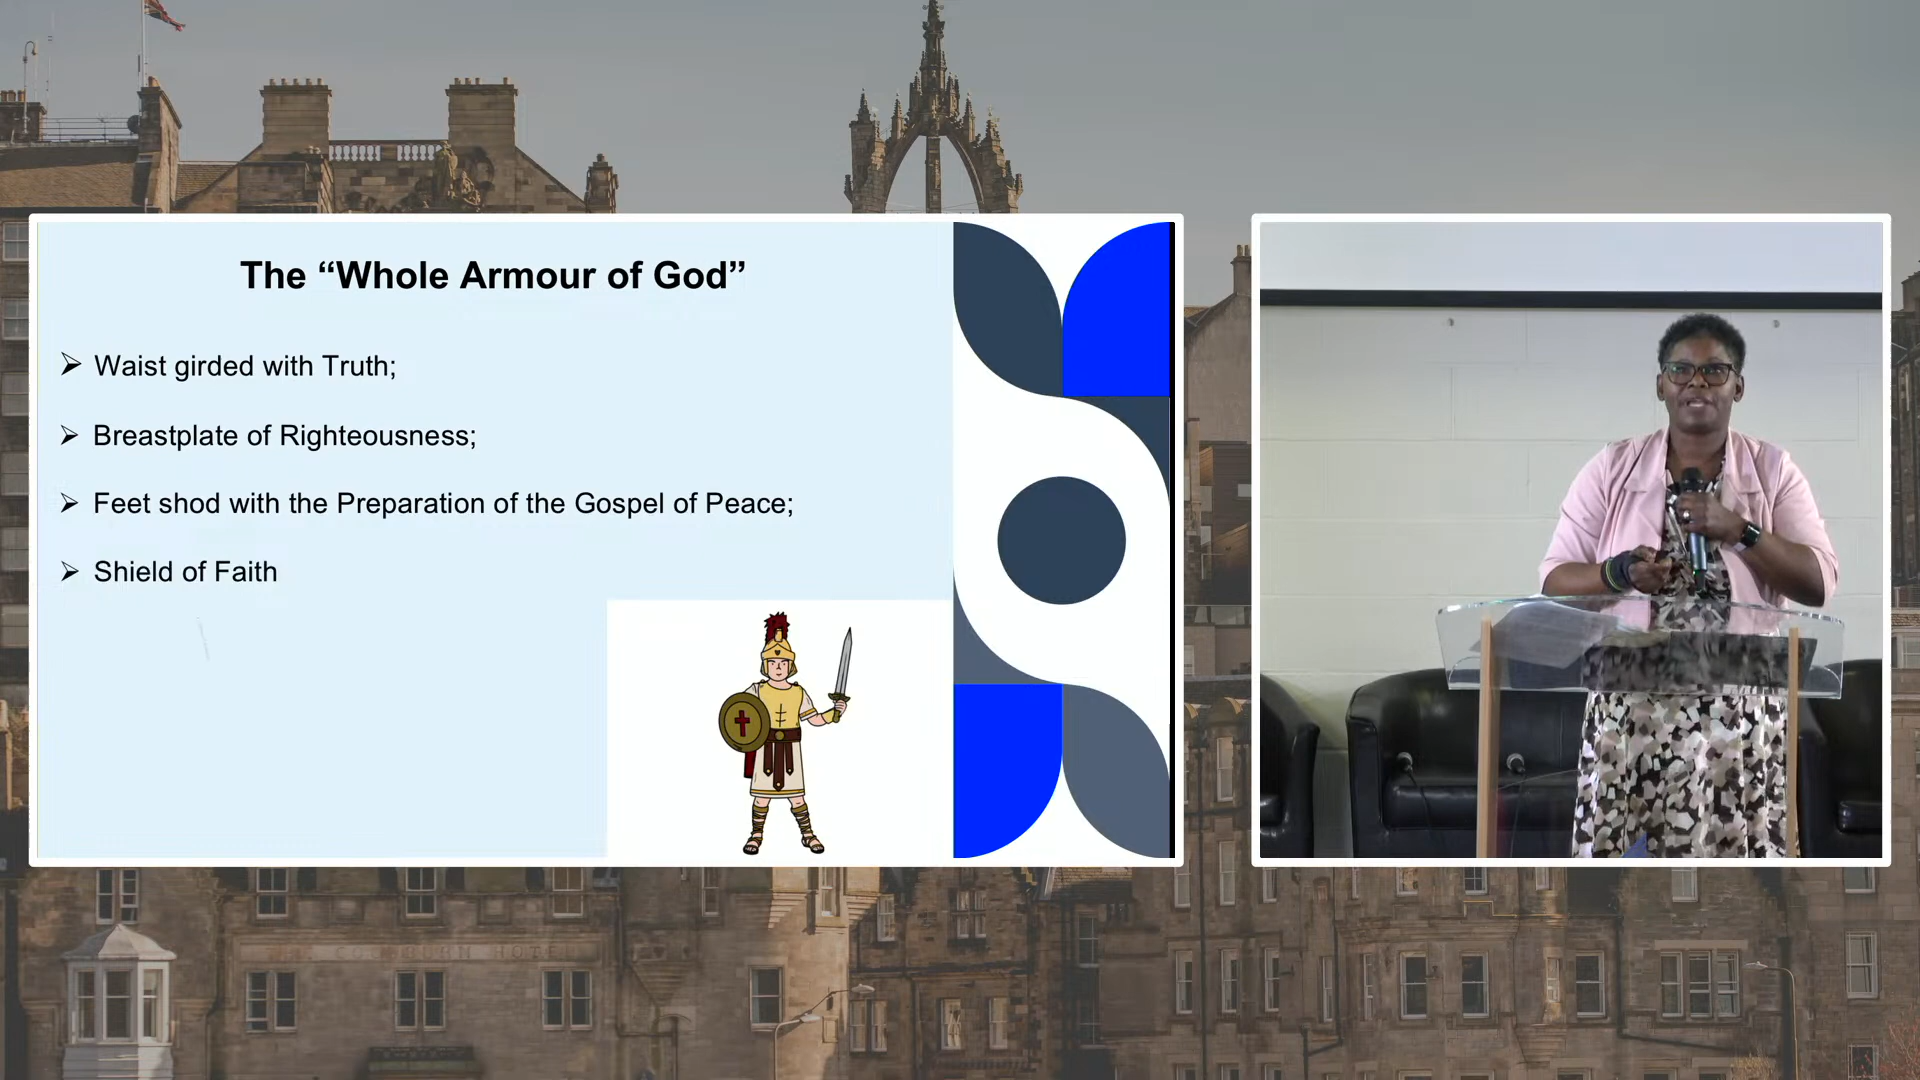 The “Whole Armour of God”
Waist girded with Truth;
Breastplate of Righteousness;
Feet shod with the Preparation of the Gospel of Peace;
Shield of Faith
HOTEL